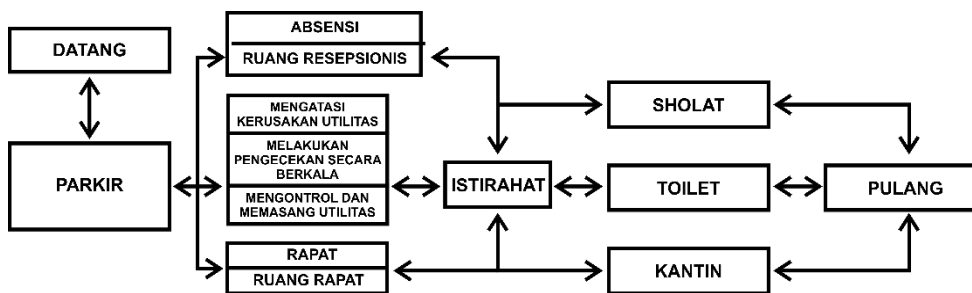 DATANG
PARKIR
ABSENSI
RUANG RESEPSIONIS
MENGATASI
KERUSAKAN UTILITAS
MELAKUKAN
PENGECEKAN SECARA
BERKALA
MENGONTROL DAN
MEMASANG UTILITAS
RAPAT
RUANG RAPAT
ISTIRAHAT
SHOLAT
TOILET
KANTIN
PULANG